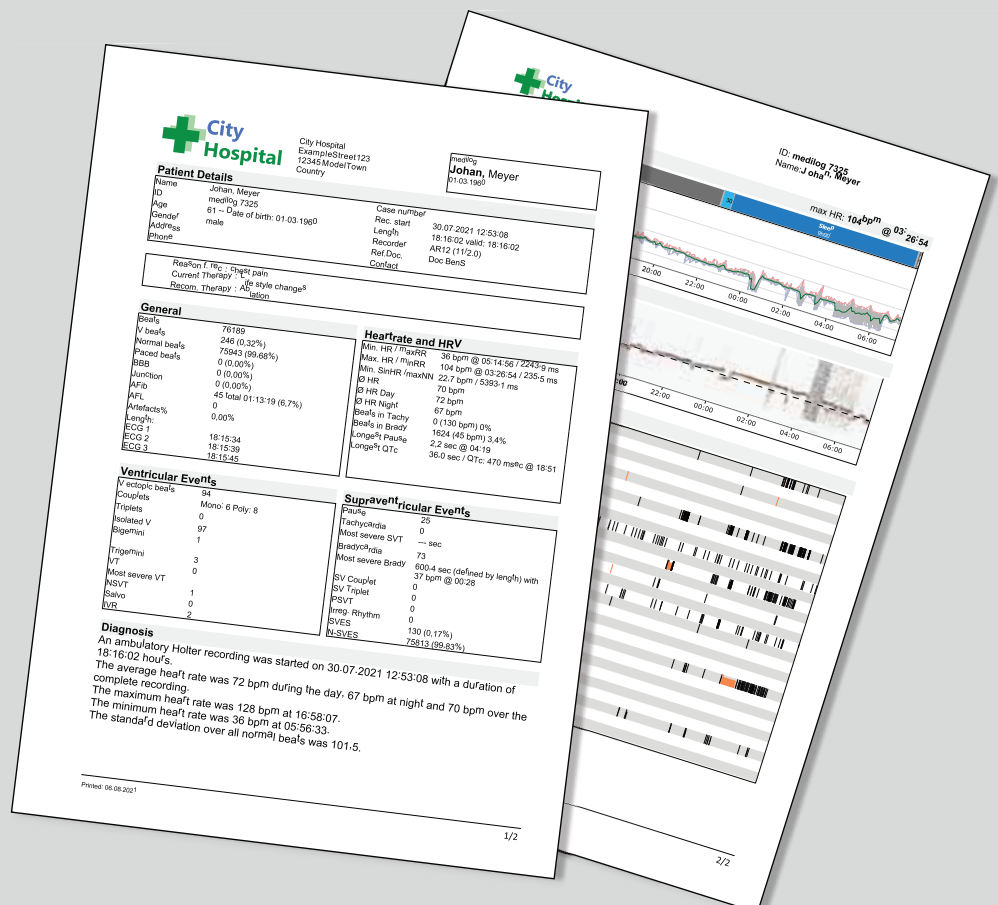 City
Hospital
City Hospital
ExampleStreet123
12345 ModelTown
Country
medilog
Johan, Meyer
01-03-1960
Patient Details
Name Johan, Meyer
ID medilog 7325
Age 61 -- Date of birth: 01-03-1960
Gender male
Address
Phone
Case number
Rec. start 30.07.2021 12:53:08
Length 18:16:02 valid: 18:16:02
Recorder AR12 (11/2.0)
Ref.Doc. Doc BenS
Contact
Reason f. rec : chest pain
Current Therapy : Life style changes
Recom. Therapy : Ablation
General
Beats 76189
V beats 246 (0,32%)
Normal beats 75943 (99.68%)
Paced beats 0 (0,00%)
BBB 0 (0,00%)
Junction 0 (0,00%)
AFib 45 total 01:13:19 (6,7%)
AFL 0
Artefacts% 0,00%
Length:
ECG 1 18:15:34
ECG 2 18:15:39
ECG 3 18:15:45
Heartrate and HRV
Min. HR / maxRR 36 bpm @ 05:14:56 / 2243-9 ms
Max. HR / minRR 104 bpm @ 03:26:54 / 235-5 ms
Min. SinHR /maxNN 22.7 bpm / 5393-1 ms
Ø HR 70 bpm
Ø HR Day 72 bpm
Ø HR Night 67 bpm
Beats in Tachy 0 (130 bpm) 0%
Beats in Brady 1624 (45 bpm) 3,4%
Longest Pause 2,2 sec @ 04:19
Longest QTc 36.0 sec / QTc: 470 msec @ 18:51
Ventricular Events
V ectopic beats 94
Couplets Mono: 6 Poly: 8
Triplets 0
Isolated V 97
Bigemini 1
Trigemini 3
VT 0
Most severe VT
NSVT 1
Salvo 0
IVR 2
Supraventricular Events
Pause 25
Tachycardia 0
Most severe SVT --- sec
Bradycardia 73
Most severe Brady 600-4 sec (defined by length) with
37 bpm @ 00:28
SV Couplet 0
SV Triplet 0
PSVT 0
Irreg. Rhythm 0
SVES 130 (0,17%)
N-SVES 75813 (99-83%)
Diagnosis
An ambulatory Holter recording was started on 30-07-2021 12:53:08 with a duration of
18:16:02 hours.
The average heart rate was 72 bpm during the day, 67 bpm at night and 70 bpm over the
complete recording.
The maximum heart rate was 128 bpm at 16:58:07.
The minimum heart rate was 36 bpm at 05:56:33.
The standard deviation over all normal beats was 101,5.
Printed: 06-08-2021
1/2
City
ID: medilog 7325
Name: Johan, Meyer
max HR: 104bpm @ 03:26:54
Sleep
20:00 22:00 00:00 02:00 04:00 06:00
22:00 00:00 02:00 04:00 06:00
2/2